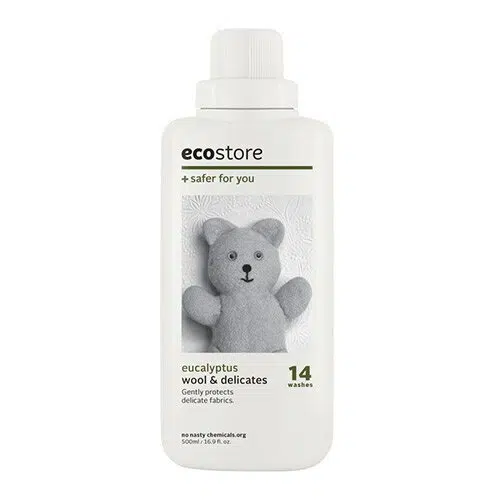 ecostore
+ safer for you
eucalyptus
wool & delicates
Gently protects
delicate fabrics.
14
washes
no nasty chemicals.org
500ml / 16.9 fl. oz.